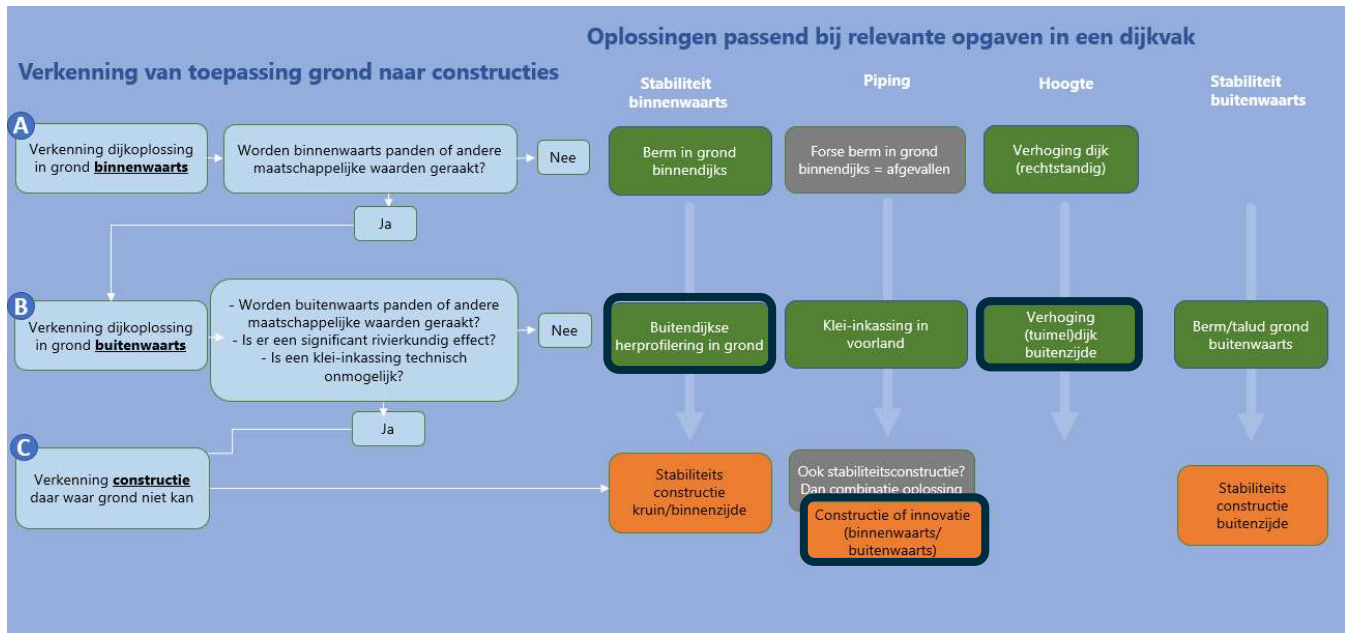 Oplossingen passend bij relevante opgaven in een dijkvak
Verkenning van toepassing grond naar constructies
Stabiliteit
binnenwaarts
Piping
Hoogte
Stabiliteit
buitenwaarts
A
Verkenning dijkoplossing
in grond binnenwaarts
Worden binnenwaarts panden of andere
maatschappelijke waarden geraakt?
Nee
Berm in grond
binnendijks
Forse berm in grond
binnendijks = afgevallen
Verhoging dijk
(rechtstandig)
Ja
B
Verkenning dijkoplossing
in grond buitenwaarts
- Worden buitenwaarts panden of andere
maatschappelijke waarden geraakt?
- Is er een significant rivierkundig effect?
- Is een klei-inkassing technisch
onmogelijk?
Nee
Buitendijkse
herprofilering in grond
Klei-inkassing in
voorland
Verhoging
(tuimel)dijk
buitenzijde
Berm/talud grond
buitenwaarts
Ja
C
Verkenning constructie
daar waar grond niet kan
Stabiliteits
constructie
kruin/binnenzijde
Ook stabiliteitsconstructie?
Dan combinatie oplossing
Constructie of innovatie
(binnenwaarts/
buitenwaarts)
Stabiliteits
constructie
buitenzijde